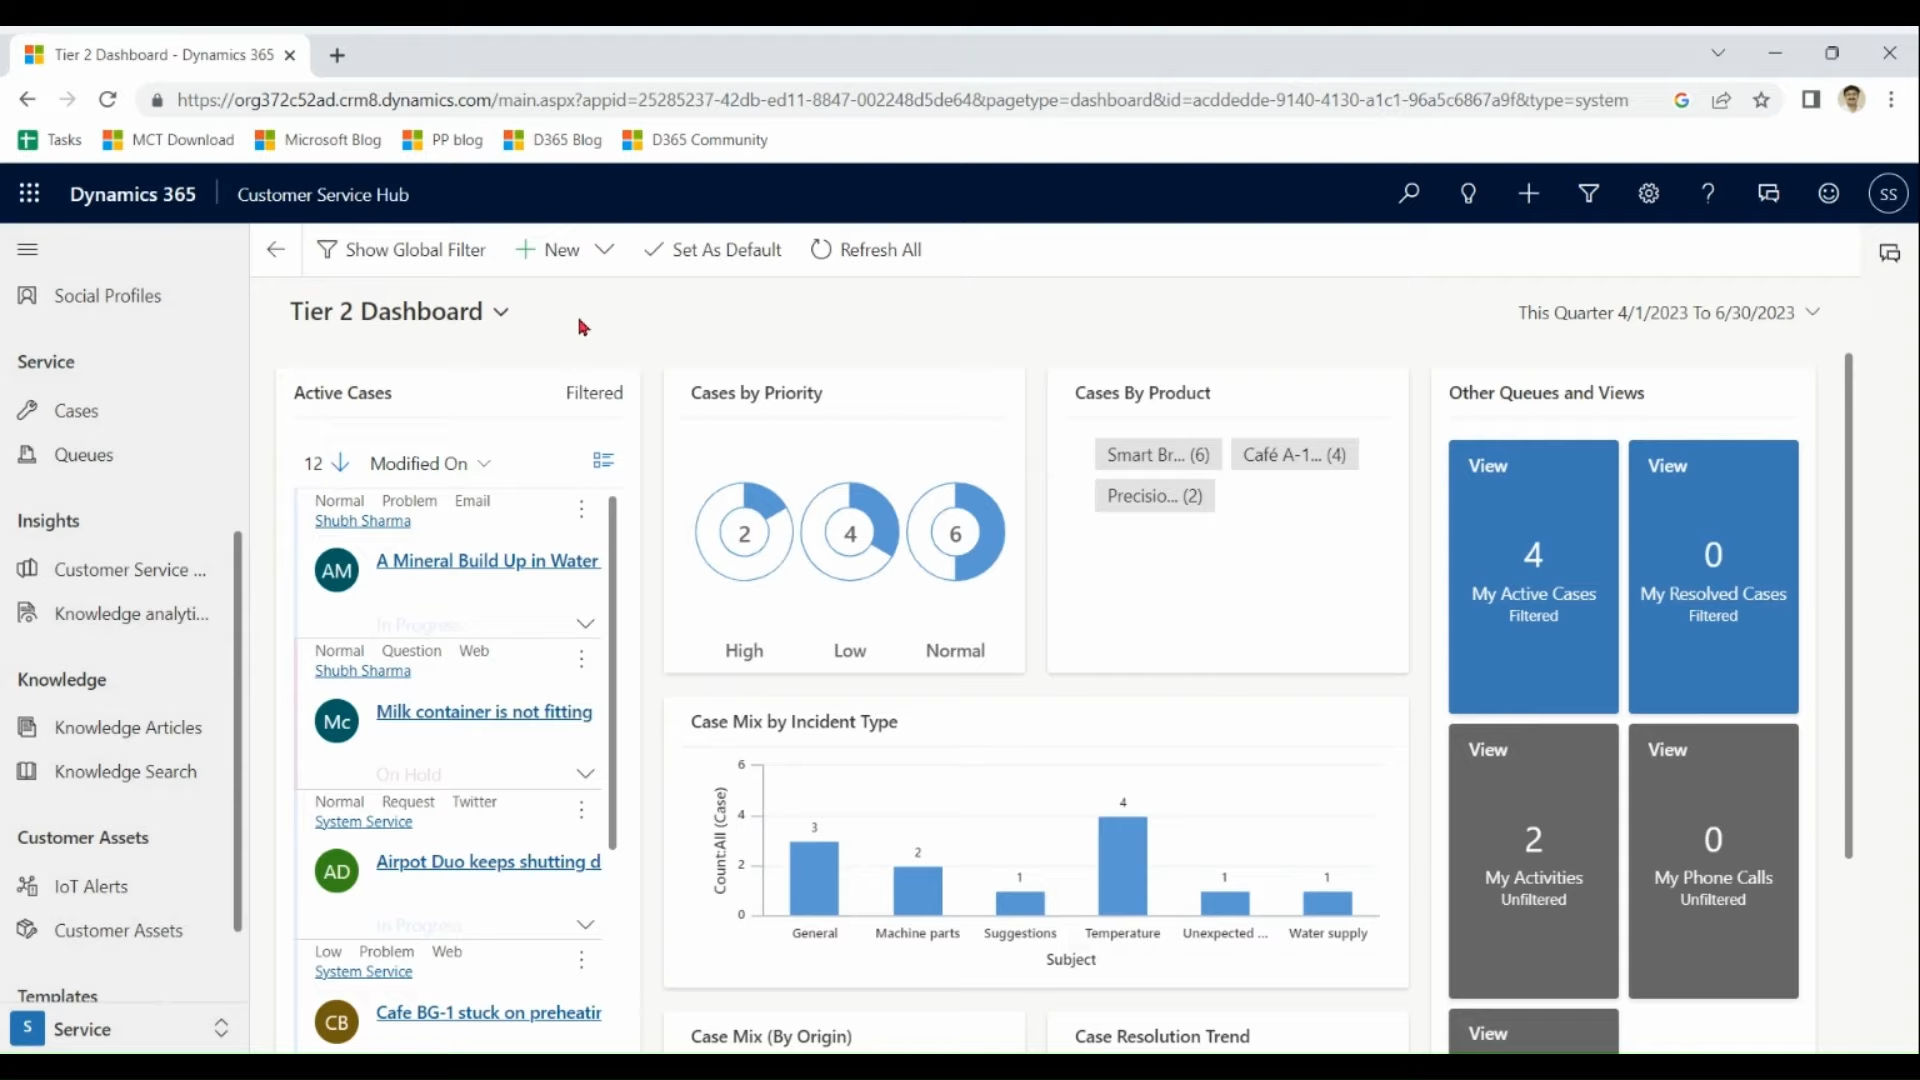 Tier 2 Dashboard - Dynamics 365
https://org372c52ad.crm8.dynamics.com/main.aspx?appid=25285237-42db-ed11-8847-002248d5de64&pagetype=dashboard&id=acddedde-9140-4130-a1c1-96a5c6867a9f&type=system
Tasks MCT Download Microsoft Blog PP blog D365 Blog D365 Community
Dynamics 365 Customer Service Hub SS
Show Global Filter New Set As Default Refresh All
Social Profiles
Service
Cases
Queues
Insights
Customer Service ...
Knowledge analyti...
Knowledge
Knowledge Articles
Knowledge Search
Customer Assets
IoT Alerts
Customer Assets
Templates
S Service
Tier 2 Dashboard
This Quarter 4/1/2023 To 6/30/2023
Active Cases Filtered
12 Modified On
Normal Problem Email
Shubh Sharma
AM A Mineral Build Up in Water
In Progress
Normal Question Web
Shubh Sharma
Mc Milk container is not fitting
On Hold
Normal Request Twitter
System Service
AD Airpot Duo keeps shutting d
In Progress
Low Problem Web
System Service
CB Cafe BG-1 stuck on preheatin
Cases by Priority
2 4 6
High Low Normal
Cases By Product
Smart Br... (6) Café A-1... (4)
Precisio... (2)
Case Mix by Incident Type
Count:All (Case)
6
4
2
0
3 2 1 4 1 1
General Machine parts Suggestions Temperature Unexpected ... Water supply
Subject
Case Mix (By Origin)
Case Resolution Trend
Other Queues and Views
View
4
My Active Cases
Filtered
View
0
My Resolved Cases
Filtered
View
2
My Activities
Unfiltered
View
0
My Phone Calls
Unfiltered
View